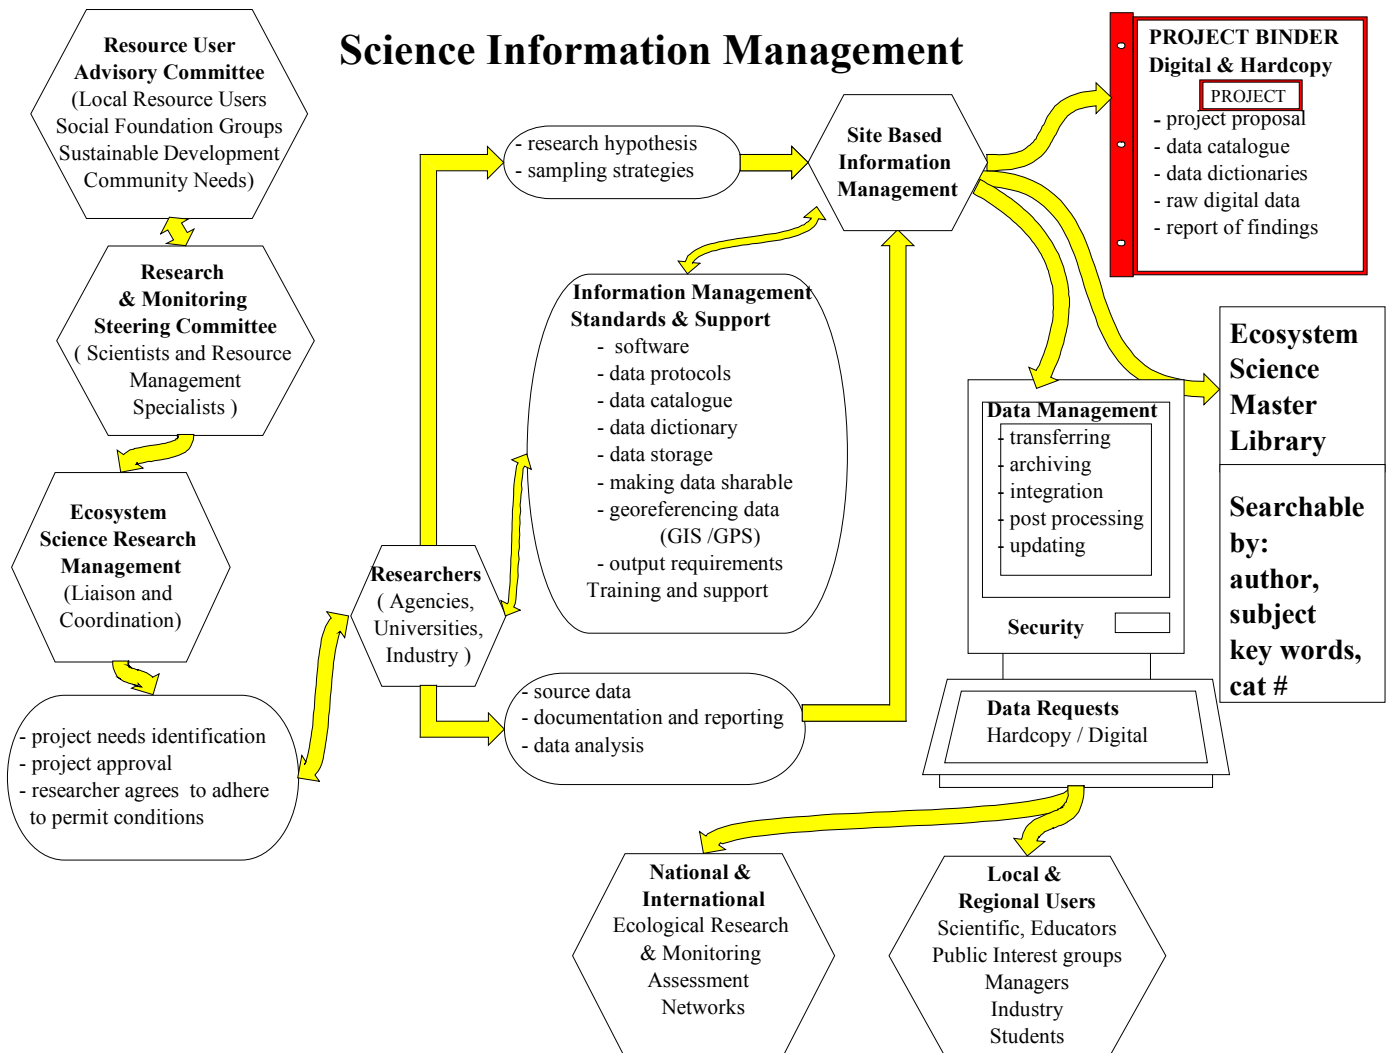 Science Information Management
Resource User
Advisory Committee
(Local Resource Users
Social Foundation Groups
Sustainable Development
Community Needs)
Research
& Monitoring
Steering Committee
( Scientists and Resource
Management
Specialists )
Ecosystem
Science Research
Management
(Liaison and
Coordination)
- project needs identification
- project approval
- researcher agrees to adhere
to permit conditions
Researchers
( Agencies,
Universities,
Industry )
- research hypothesis
- sampling strategies
Information Management
Standards & Support
- software
- data protocols
- data catalogue
- data dictionary
- data storage
- making data sharable
- georeferencing data
(GIS /GPS)
- output requirements
Training and support
- source data
- documentation and reporting
- data analysis
Site Based
Information
Management
PROJECT BINDER
Digital & Hardcopy
PROJECT
- project proposal
- data catalogue
- data dictionaries
- raw digital data
- report of findings
Ecosystem
Science
Master
Library
Searchable
by:
author,
subject
key words,
cat #
Data Management
- transferring
- archiving
- integration
- post processing
- updating
Security
Data Requests
Hardcopy / Digital
National &
International
Ecological Research
& Monitoring
Assessment
Networks
Local &
Regional Users
Scientific, Educators
Public Interest groups
Managers
Industry
Students